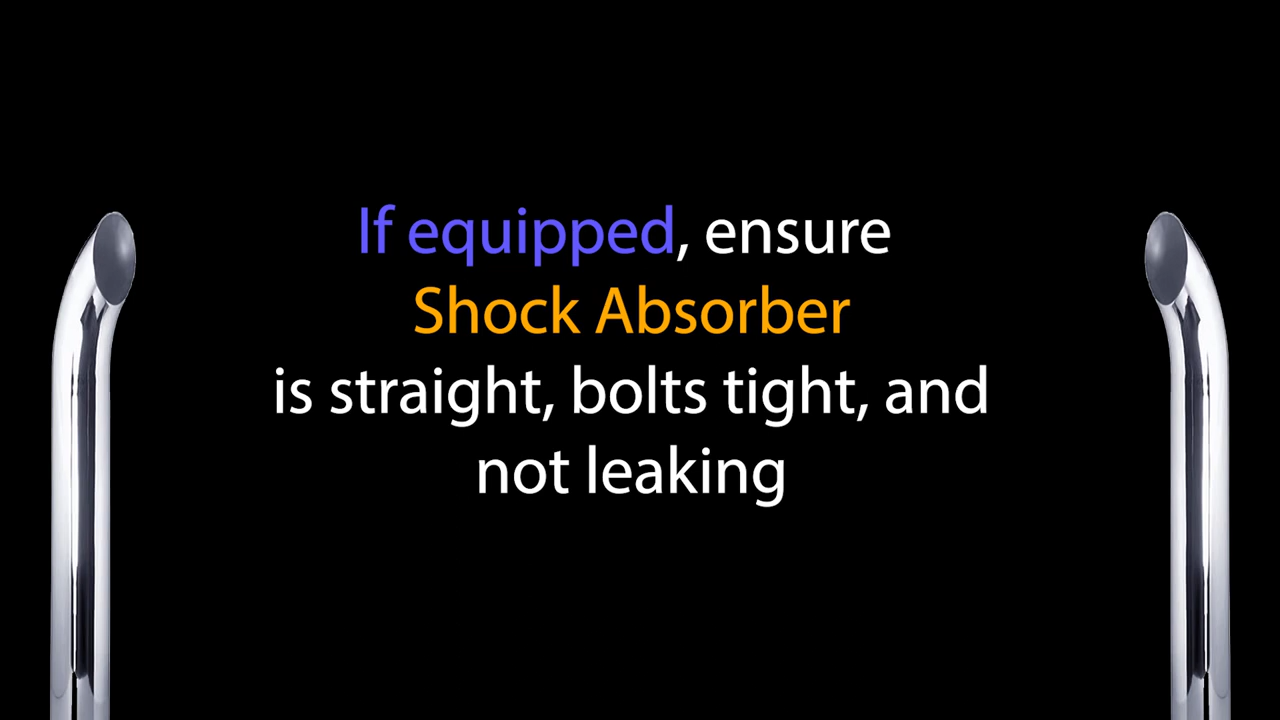 If equipped, ensure
Shock Absorber
is straight, bolts tight, and
not leaking